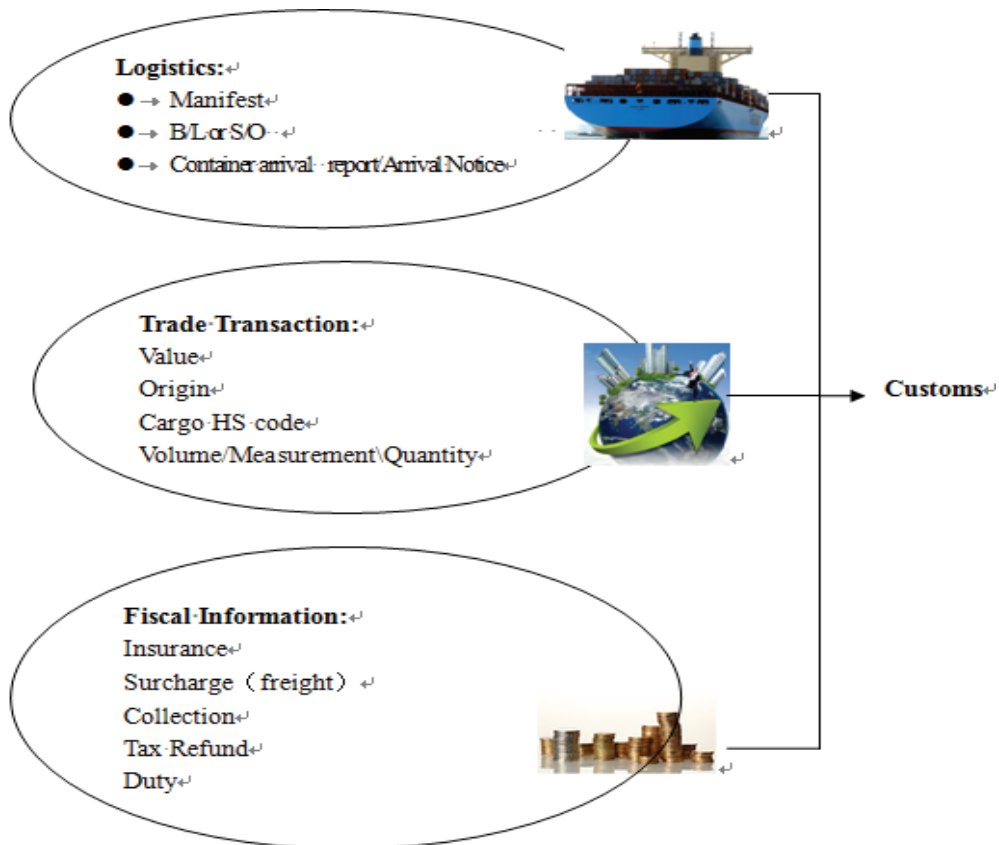 Logistics:
● Manifest
● B/L or S/O
● Container arrival report/Arrival Notice
Trade Transaction:
Value
Origin
Cargo HS code
Volume/Measurement\Quantity
Customs
Fiscal Information:
Insurance
Surcharge（freight）
Collection
Tax Refund
Duty